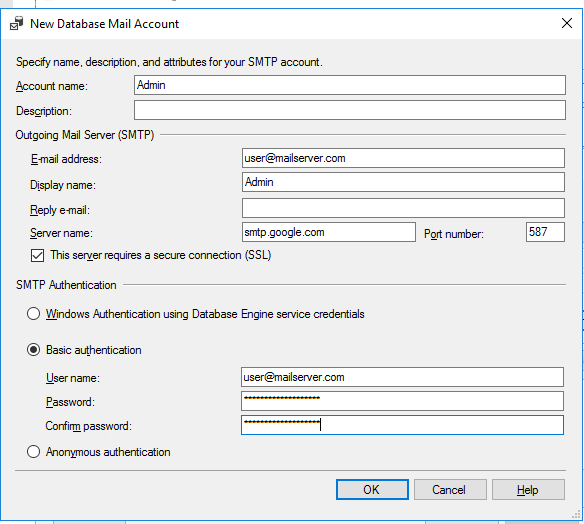 New Database Mail Account
Specify name, description, and attributes for your SMTP account.
Account name: Admin
Description:
Outgoing Mail Server (SMTP)
E-mail address: user@mailserver.com
Display name: Admin
Reply e-mail:
Server name: smtp.google.com Port number: 587
This server requires a secure connection (SSL)
SMTP Authentication
Windows Authentication using Database Engine service credentials
Basic authentication
User name: user@mailserver.com
Password: ******************
Confirm password: ******************
Anonymous authentication
OK Cancel Help